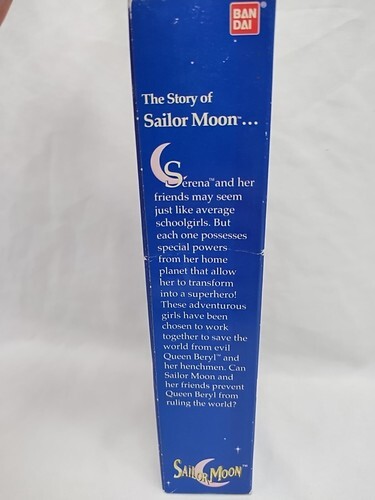 BAN
DAI®
The Story of
Sailor Moon™...
Serena™ and her
friends may seem
just like average
schoolgirls. But
each one possesses
special powers
from her home
planet that allow
her to transform
into a superhero!
These adventurous
girls have been
chosen to work
together to save the
world from evil
Queen Beryl™ and
her henchmen. Can
Sailor Moon and
her friends prevent
Queen Beryl from
ruling the world?
SAILOR MOON™